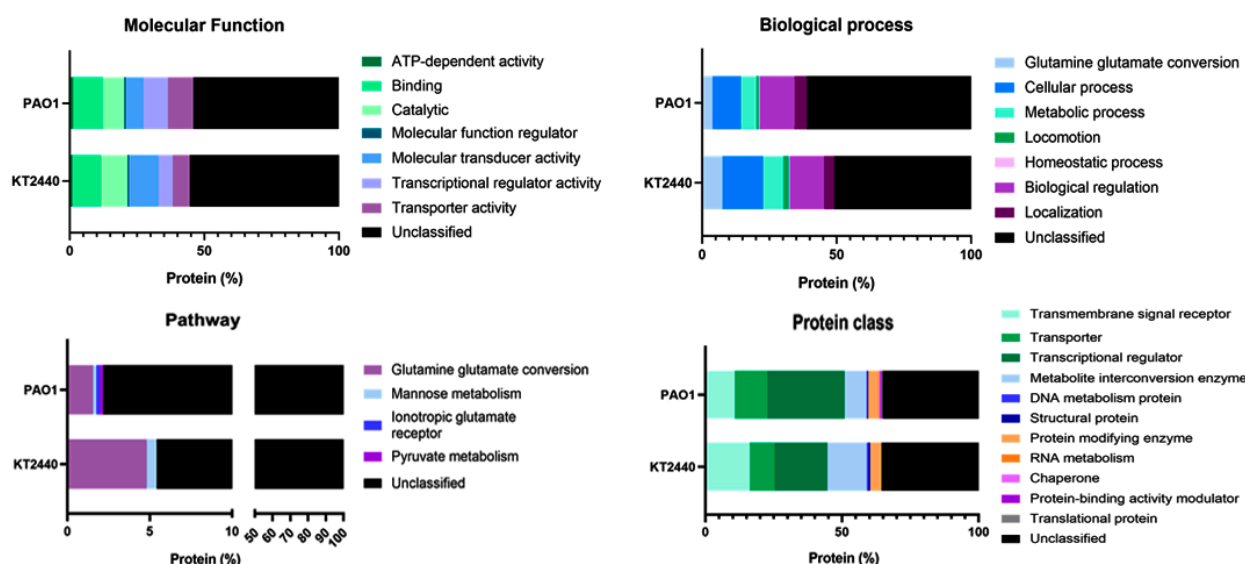 Molecular Function
PAO1
KT2440
0
50
100
Protein (%)
ATP-dependent activity
Binding
Catalytic
Molecular function regulator
Molecular transducer activity
Transcriptional regulator activity
Transporter activity
Unclassified
Biological process
PAO1
KT2440
0
50
100
Protein (%)
Glutamine glutamate conversion
Cellular process
Metabolic process
Locomotion
Homeostatic process
Biological regulation
Localization
Unclassified
Pathway
PAO1
KT2440
0
5
10
50
60
70
80
90
100
Protein (%)
Glutamine glutamate conversion
Mannose metabolism
Ionotropic glutamate
receptor
Pyruvate metabolism
Unclassified
Protein class
PAO1
KT2440
0
50
100
Protein (%)
Transmembrane signal receptor
Transporter
Transcriptional regulator
Metabolite interconversion enzyme
DNA metabolism protein
Structural protein
Protein modifying enzyme
RNA metabolism
Chaperone
Protein-binding activity modulator
Translational protein
Unclassified